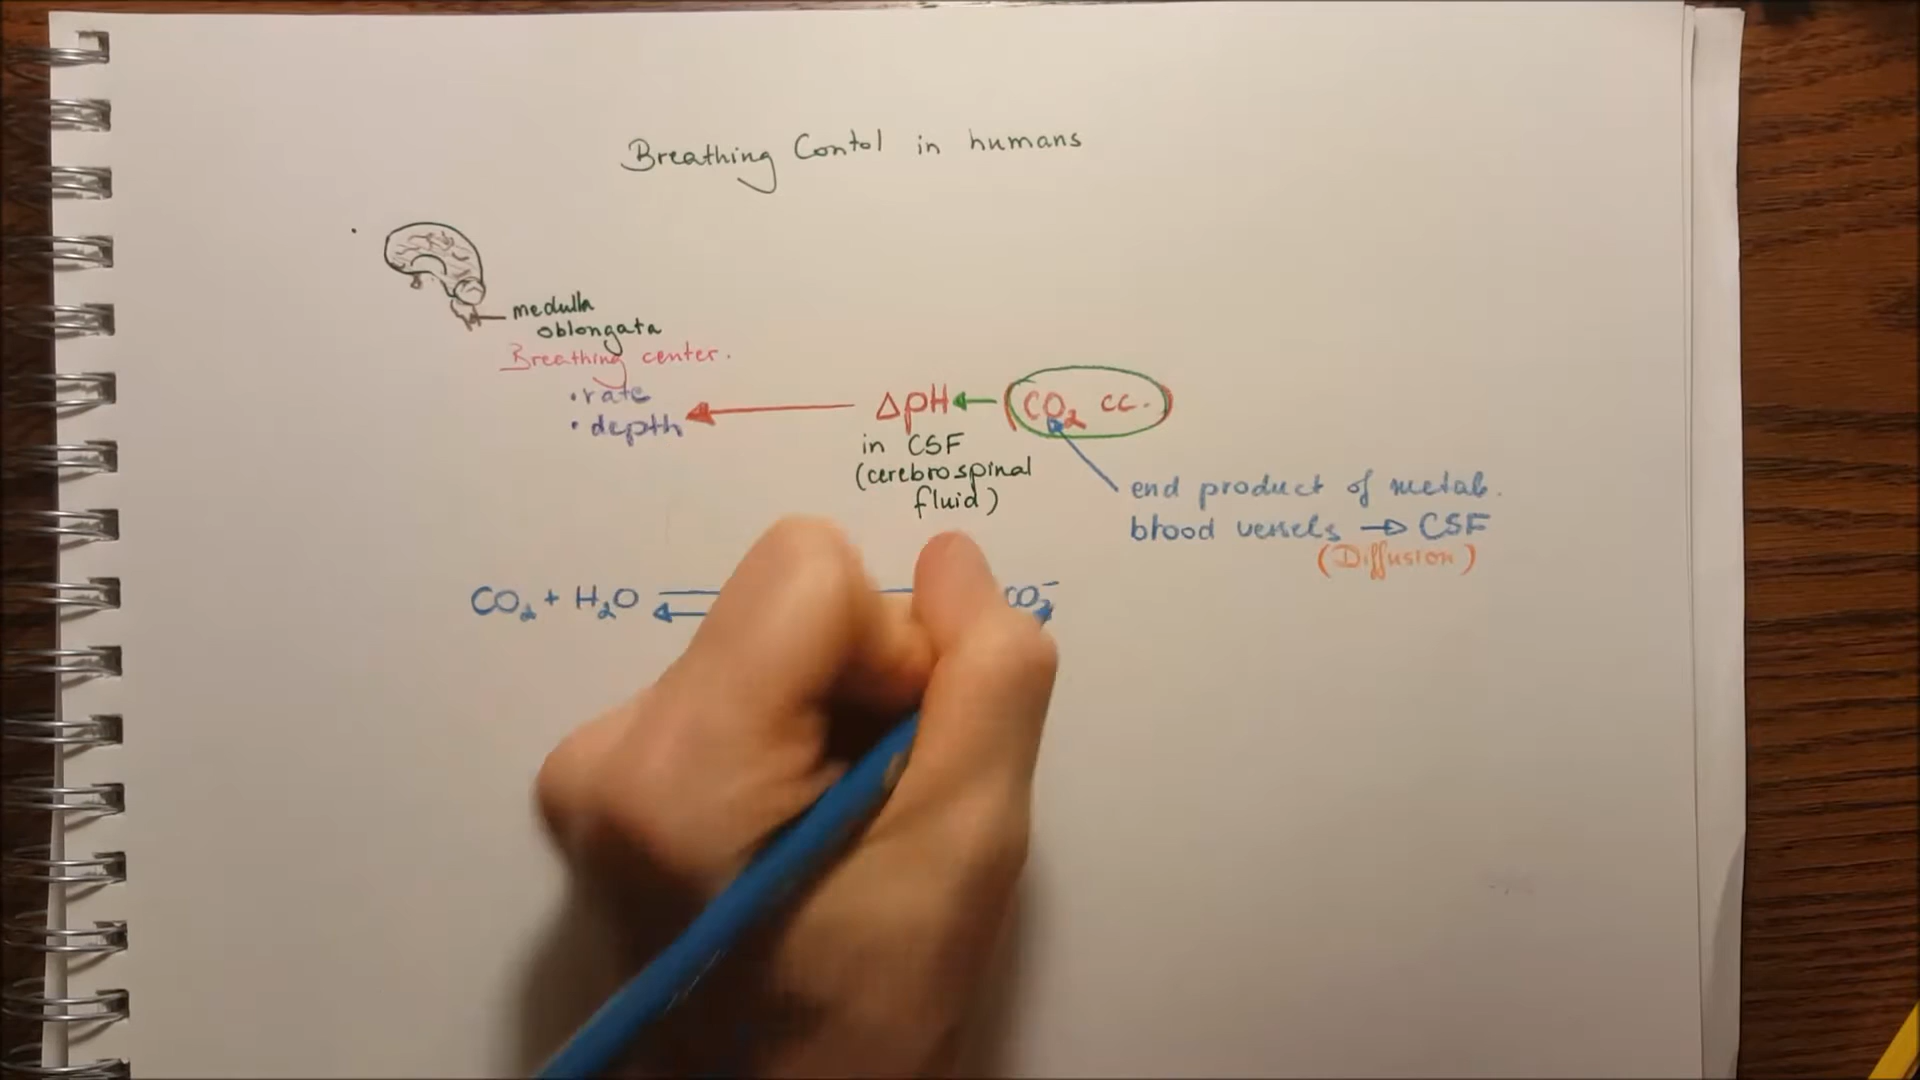 Breathing Contol in humans
medulla
oblongata
Breathing center.
• rate
• depth
ΔpH ← (CO₂ cc.)
in CSF
(cerebrospinal
fluid)
end product of metab.
blood vessels → CSF
(Diffusion)
CO₂ + H₂O